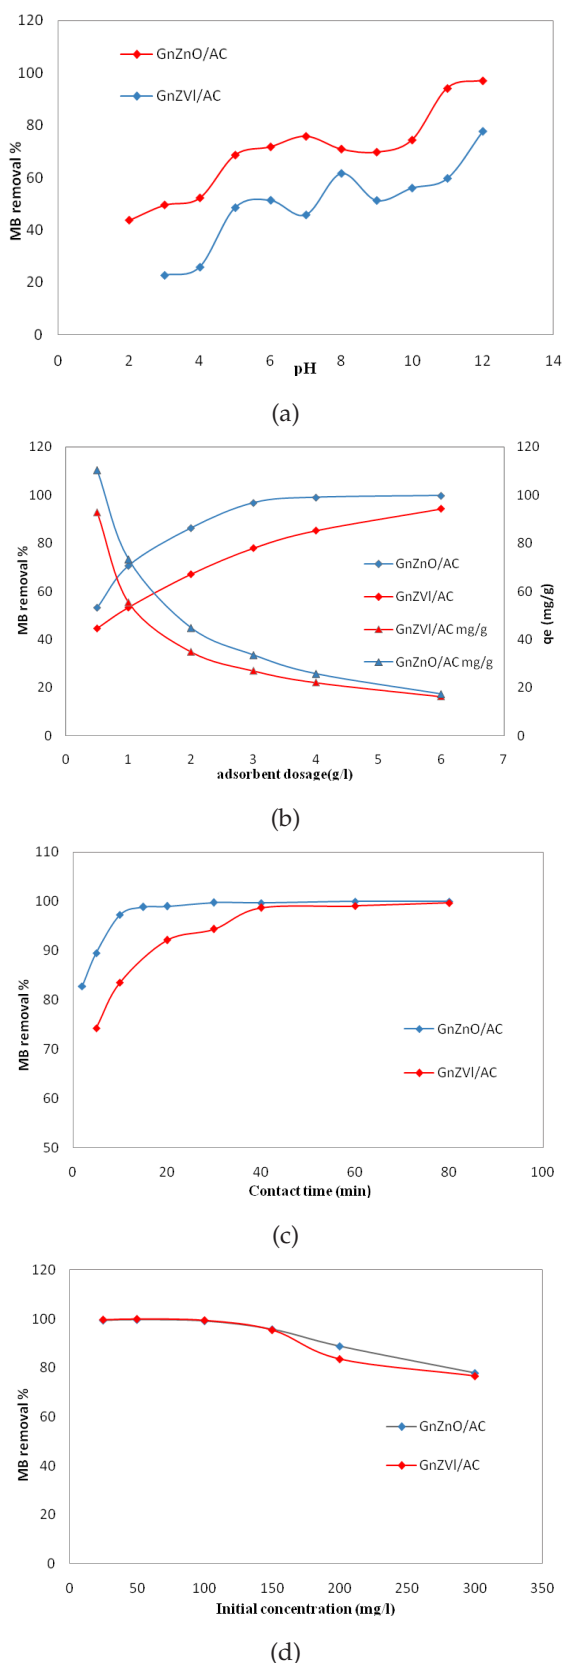 120
100
80
60
40
20
0
MB removal %
GnZnO/AC
GnZVI/AC
0 2 4 6 8 10 12 14
pH
(a)
120
100
80
60
40
20
0
MB removal %
120
100
80
60
40
20
0
qe (mg/g)
GnZnO/AC
GnZVI/AC
GnZVI/AC mg/g
GnZnO/AC mg/g
0 1 2 3 4 5 6 7
adsorbent dosage(g/l)
(b)
110
100
90
80
70
60
50
MB removal %
GnZnO/AC
GnZVI/AC
0 20 40 60 80 100
Contact time (min)
(c)
120
100
80
60
40
20
0
MB removal %
GnZnO/AC
GnZVI/AC
0 50 100 150 200 250 300 350
Initial concentration (mg/l)
(d)